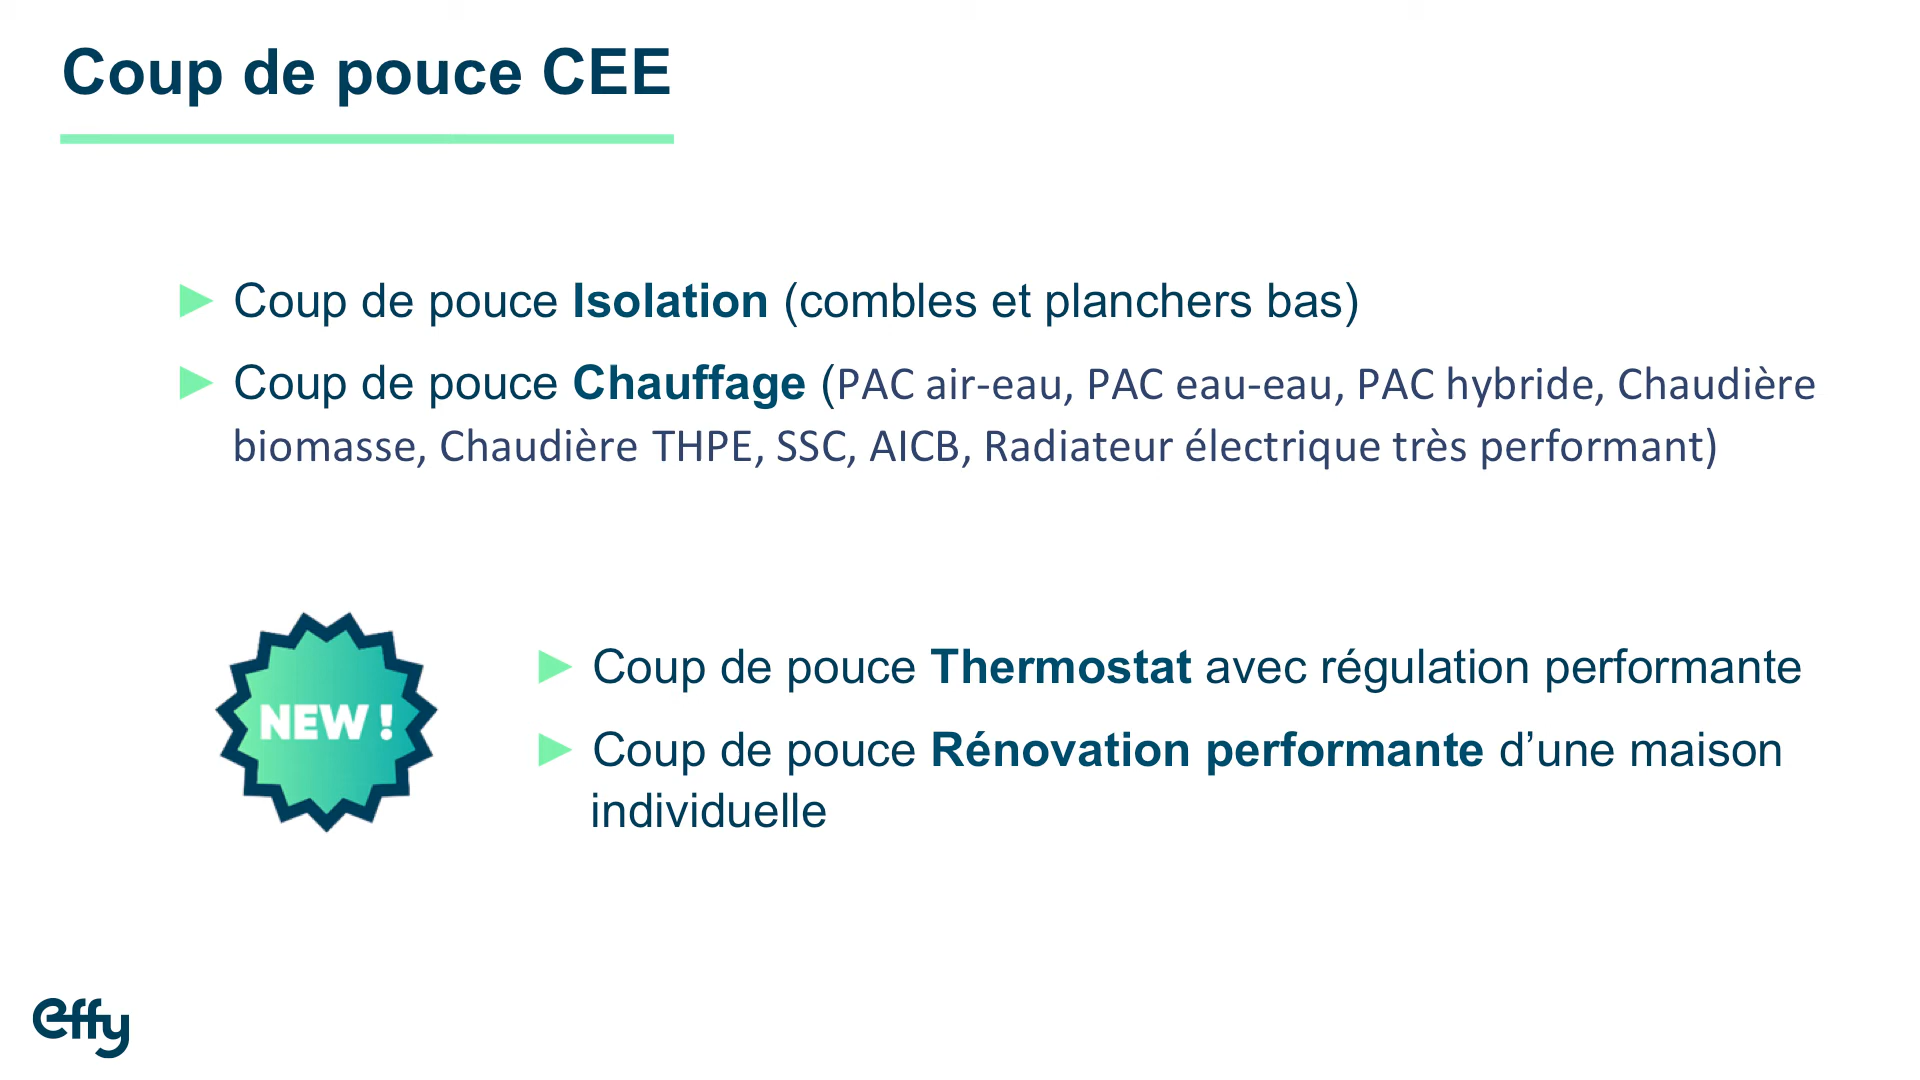 Coup de pouce CEE
► Coup de pouce Isolation (combles et planchers bas)
► Coup de pouce Chauffage (PAC air-eau, PAC eau-eau, PAC hybride, Chaudière
biomasse, Chaudière THPE, SSC, AICB, Radiateur électrique très performant)
NEW !
► Coup de pouce Thermostat avec régulation performante
► Coup de pouce Rénovation performante d’une maison
individuelle
effy